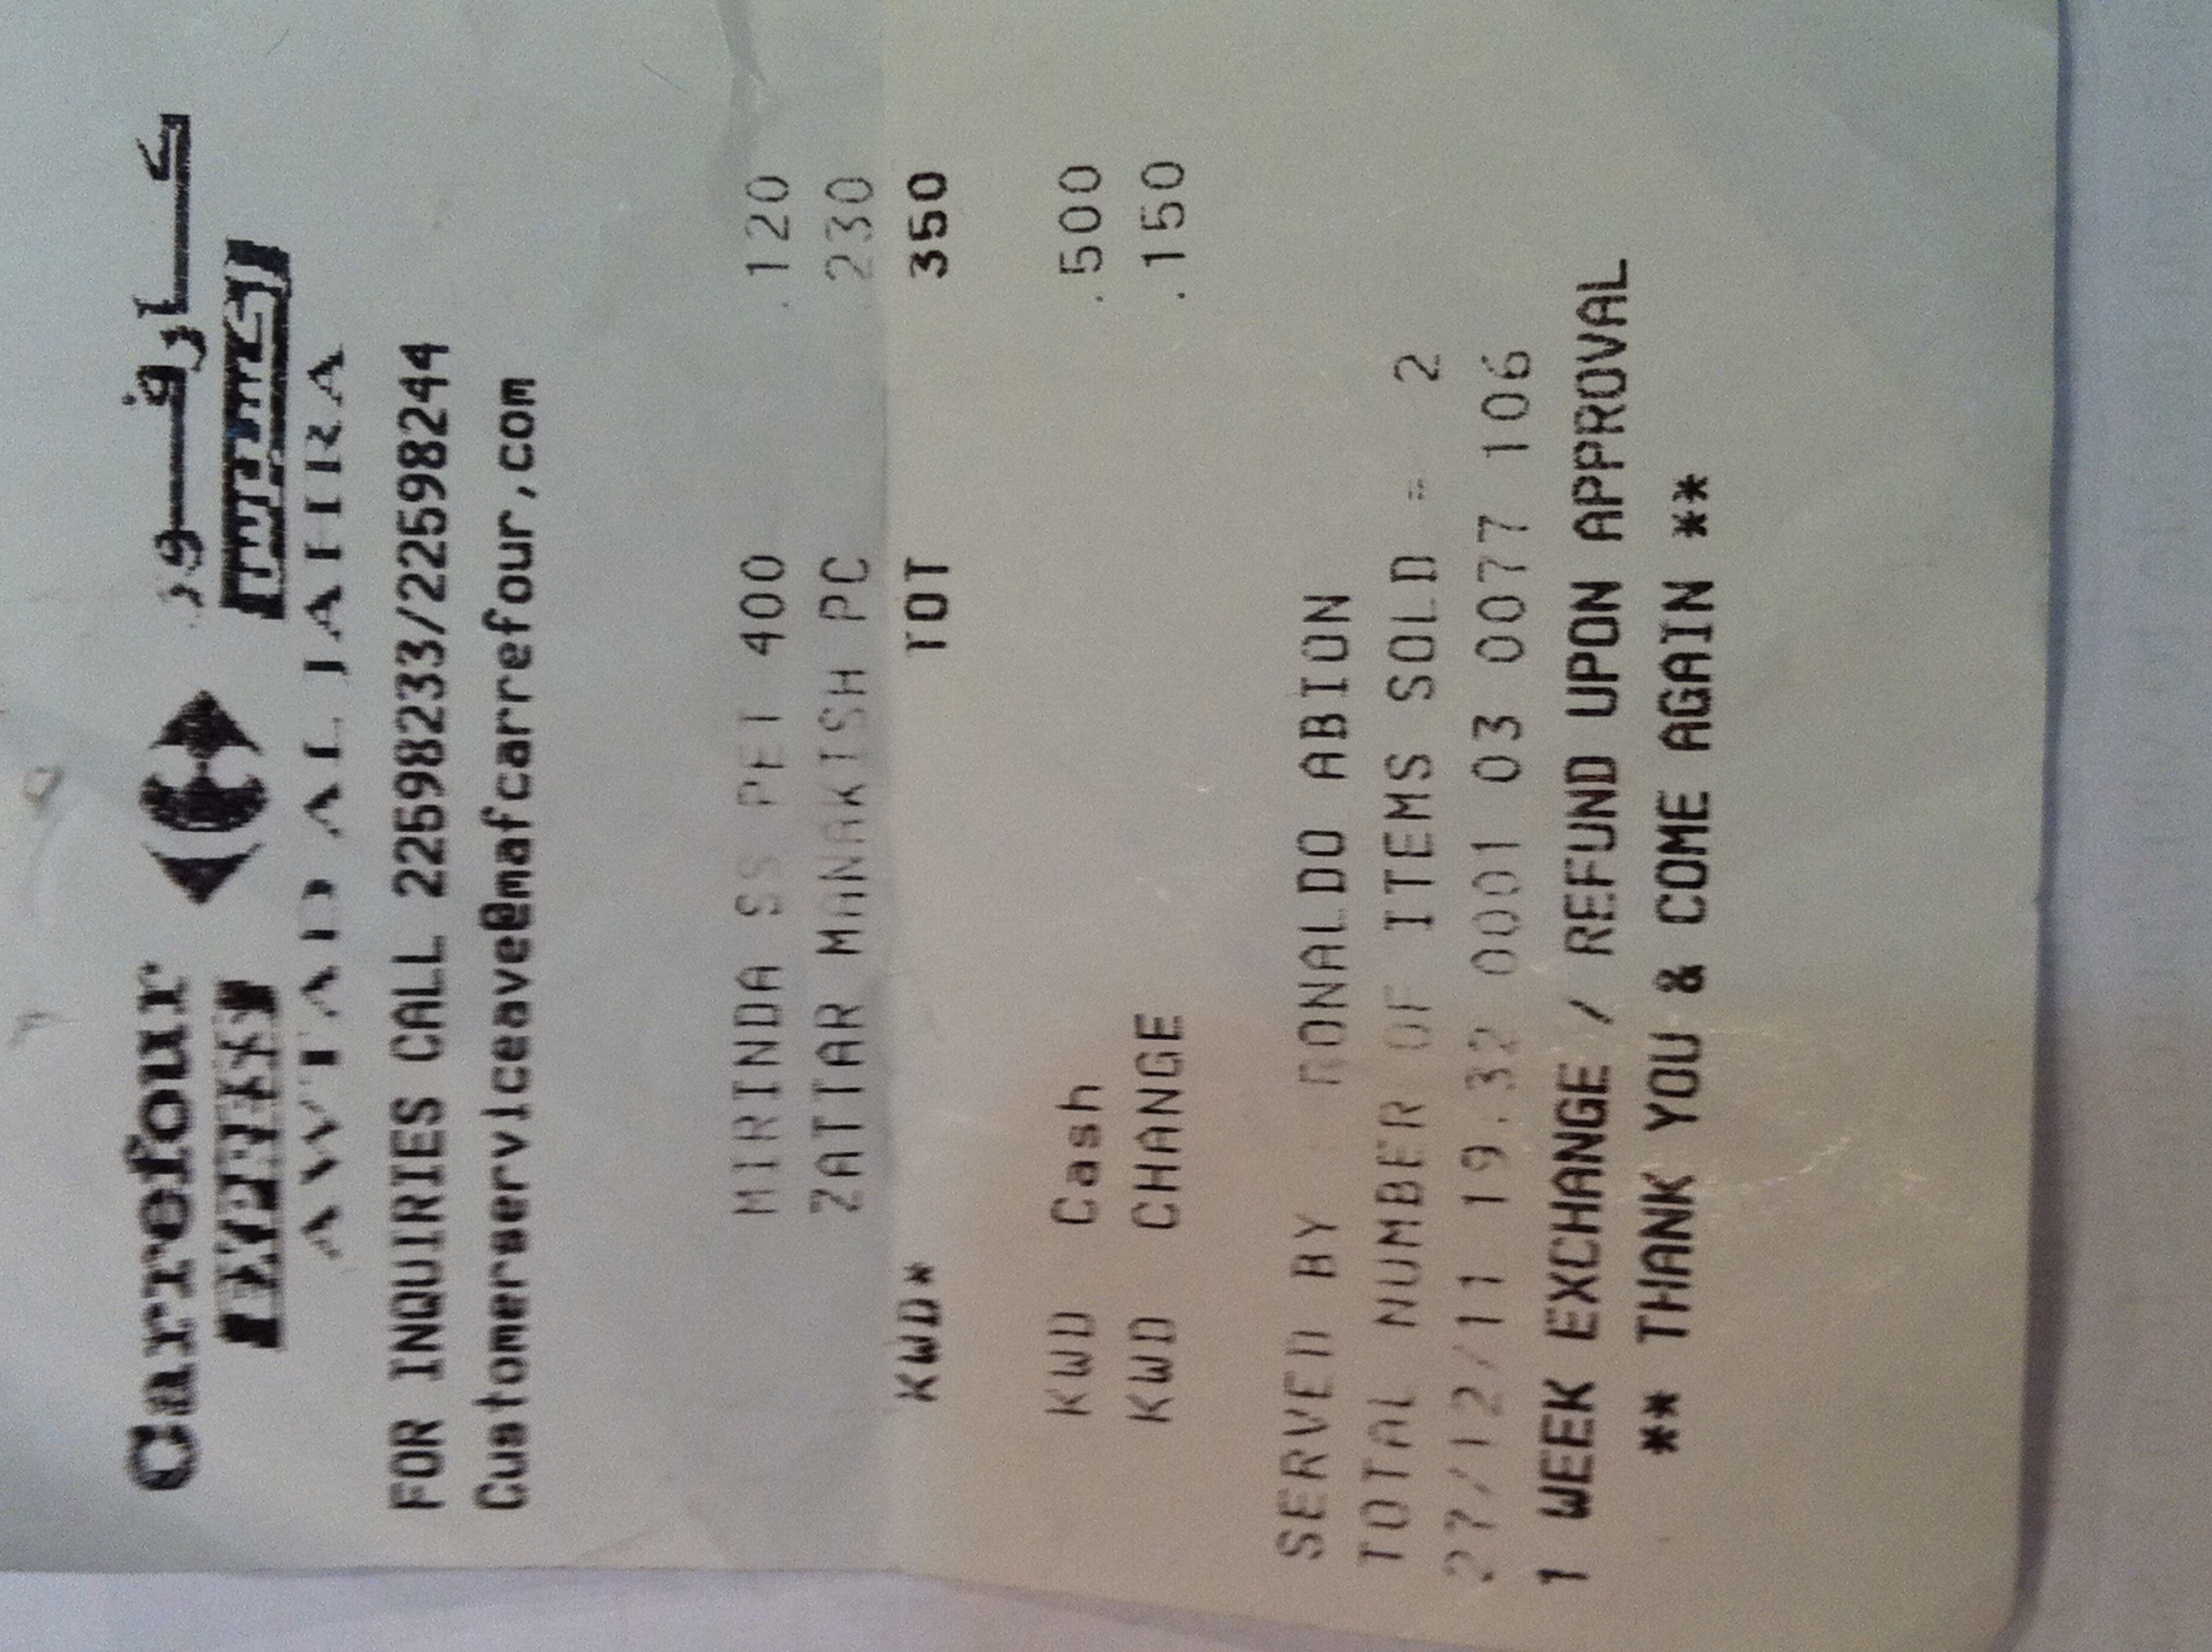 Carrefour كارفور
EXPRESS
AWTAD AL JAHRA
FOR INQUIRIES CALL 22598233/22598244
Customerserviceave@mafcarrefour,com
MIRINDA SS PET 400 .120
ZATTAR MANAKISH PC 230
KWD* TOT 350
KWD Cash .500
KWD CHANGE .150
SERVED BY : RONALDO ABION
TOTAL NUMBER OF ITEMS SOLD = 2
27/12/11 19:32 0001 03 0077 106
1 WEEK EXCHANGE / REFUND UPON APPROVAL
** THANK YOU & COME AGAIN **